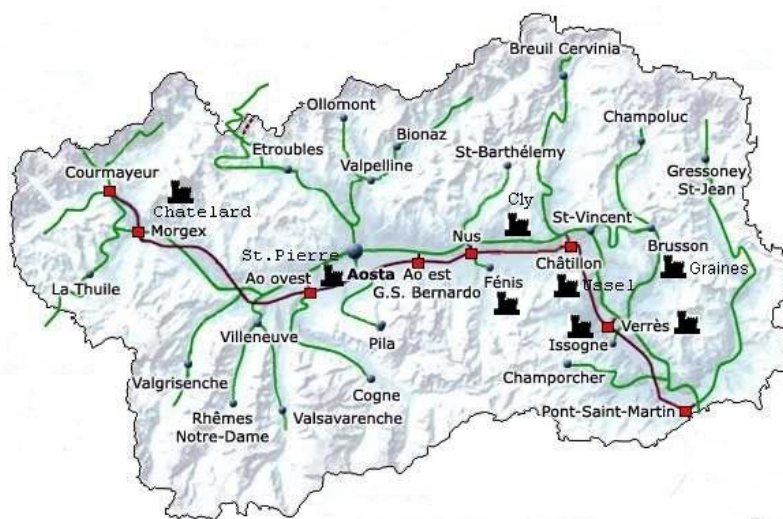 Breuil Cervinia
Ollomont
Champoluc
Bionaz
Etroubles
St-Barthélemy
Valpelline
Gressoney
St-Jean
Courmayeur
Chatelard
Cly
Morgex
St-Vincent
St.Pierre
Nus
Brusson
Châtillon
Graines
Ao ovest
Aosta
Ao est
G.S. Bernardo
Fénis
Ussel
La Thuile
Villeneuve
Pila
Issogne
Verrès
Valgrisenche
Cogne
Champorcher
Rhêmes
Notre-Dame
Valsavarenche
Pont-Saint-Martin